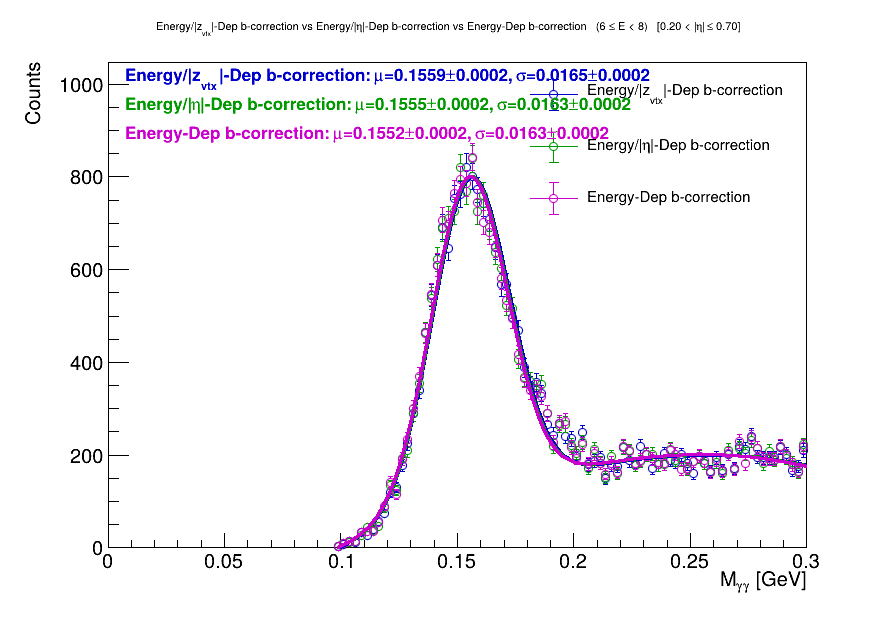 Energy/|z_vtx|-Dep b-correction vs Energy/|η|-Dep b-correction vs Energy-Dep b-correction (6 ≤ E < 8) [0.20 < |η| ≤ 0.70]
Counts
Energy/|z_vtx|-Dep b-correction: μ=0.1559±0.0002, σ=0.0165±0.0002
Energy/|η|-Dep b-correction: μ=0.1555±0.0002, σ=0.0163±0.0002
Energy-Dep b-correction: μ=0.1552±0.0002, σ=0.0163±0.0002
Energy/|z_vtx|-Dep b-correction
Energy/|η|-Dep b-correction
Energy-Dep b-correction
1000
800
600
400
200
0
0 0.05 0.1 0.15 0.2 0.25 0.3
M_γγ [GeV]